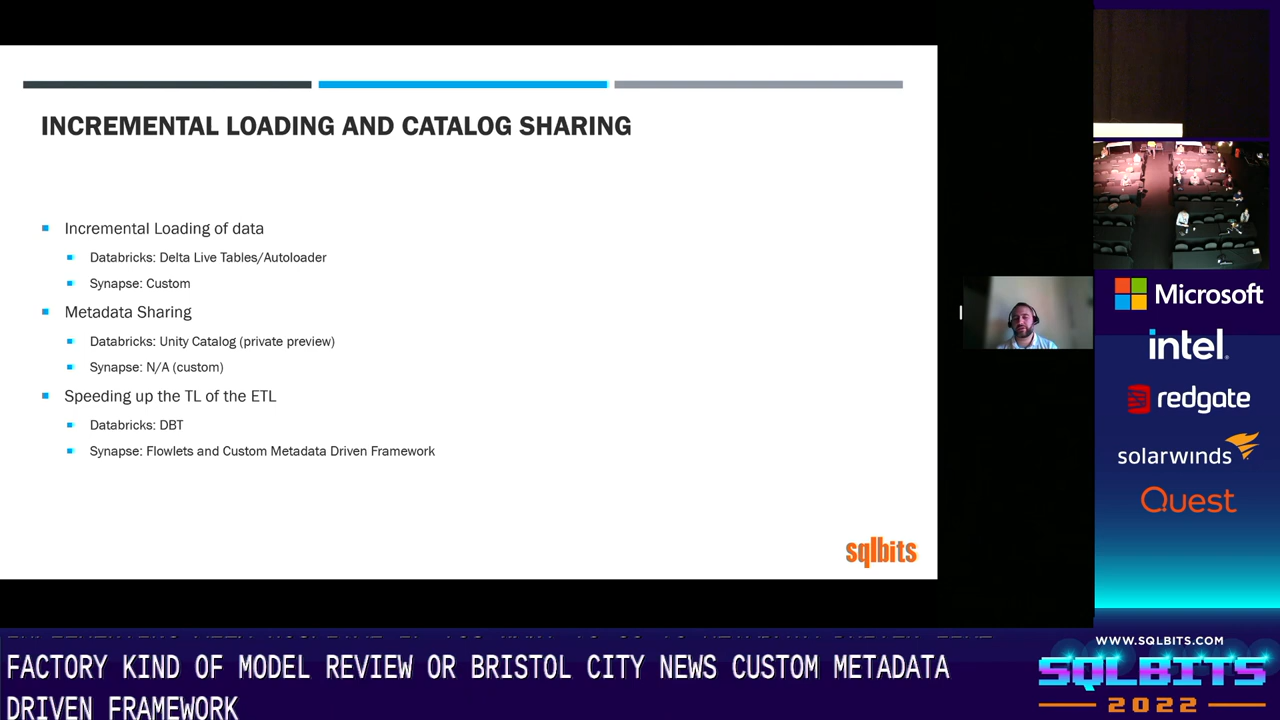 INCREMENTAL LOADING AND CATALOG SHARING
Incremental Loading of data
Databricks: Delta Live Tables/Autoloader
Synapse: Custom
Metadata Sharing
Databricks: Unity Catalog (private preview)
Synapse: N/A (custom)
Speeding up the TL of the ETL
Databricks: DBT
Synapse: Flowlets and Custom Metadata Driven Framework
sqlbits
Microsoft
intel.
redgate
solarwinds
Quest
WWW.SQLBITS.COM
SQLBITS
2022
FACTORY KIND OF MODEL REVIEW OR BRISTOL CITY NEWS CUSTOM METADATA
DRIVEN FRAMEWORK